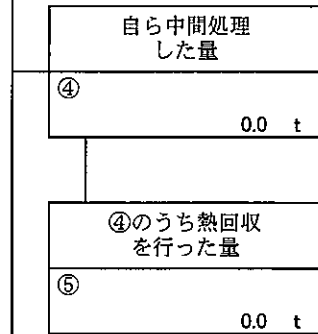 自ら中間処理
した量
④
0.0 t
④のうち熱回収
を行った量
⑤
0.0 t